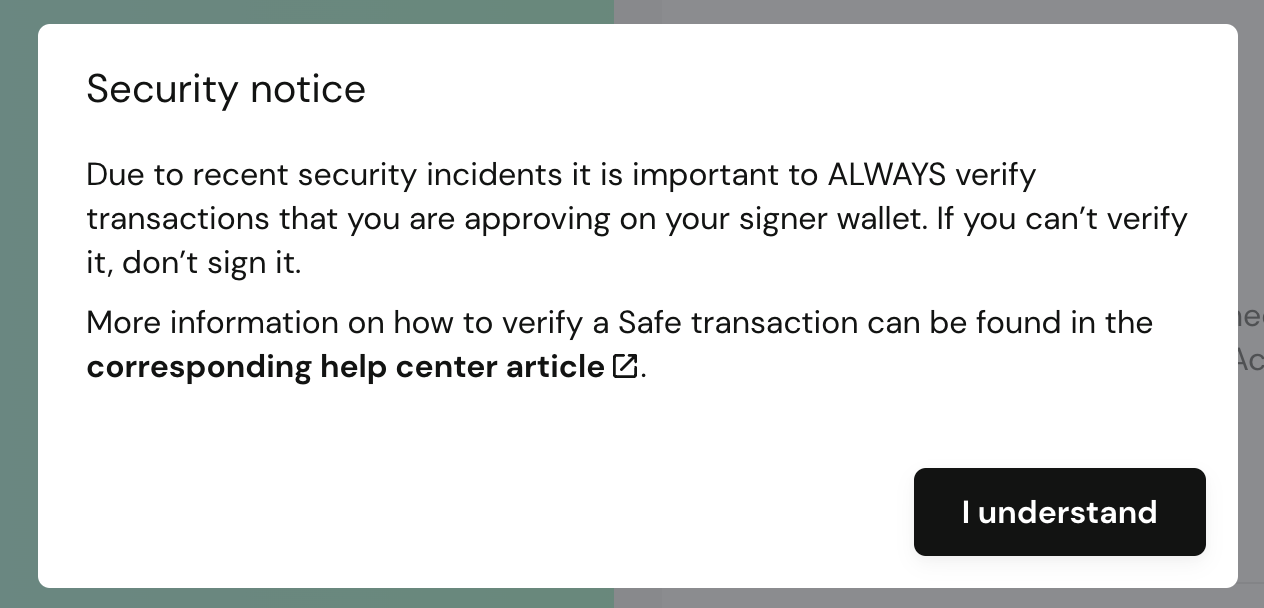 Security notice
Due to recent security incidents it is important to ALWAYS verify
transactions that you are approving on your signer wallet. If you can’t verify
it, don’t sign it.
More information on how to verify a Safe transaction can be found in the
corresponding help center article.
I understand